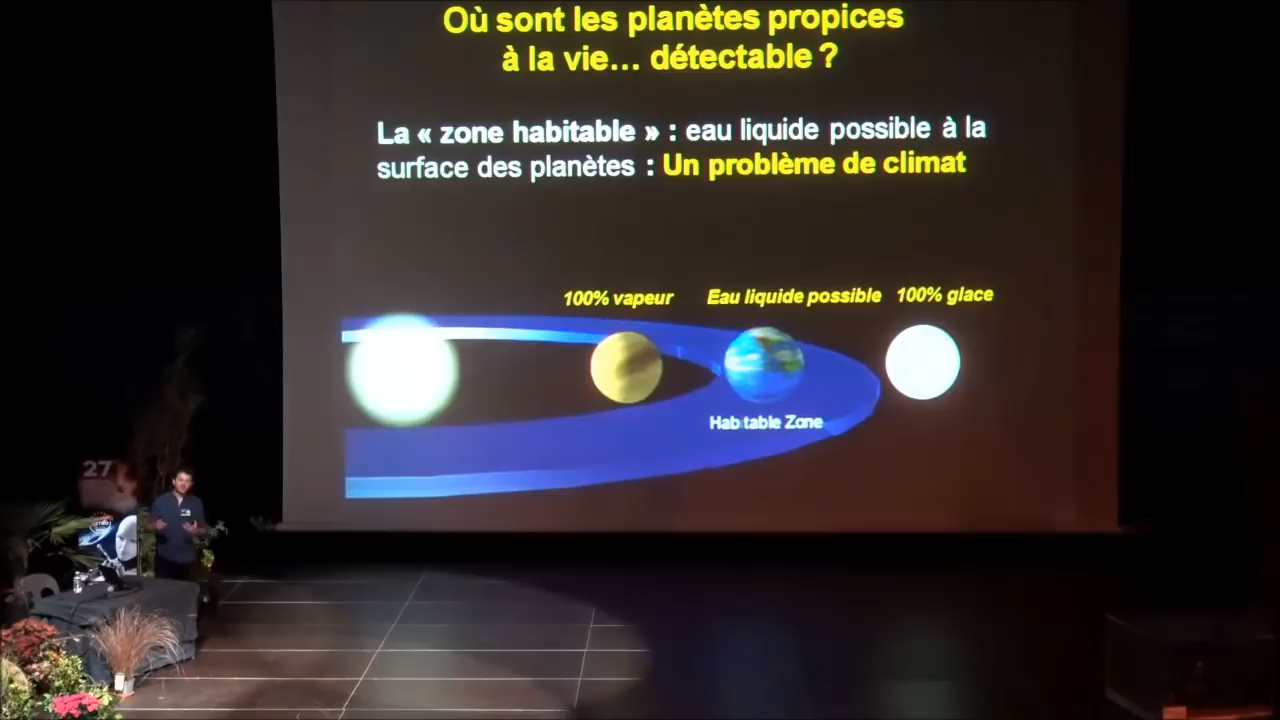 Où sont les planètes propices
à la vie... détectable ?
La « zone habitable » : eau liquide possible à la
surface des planètes : Un problème de climat
100% vapeur Eau liquide possible 100% glace
Hab table Zone
27